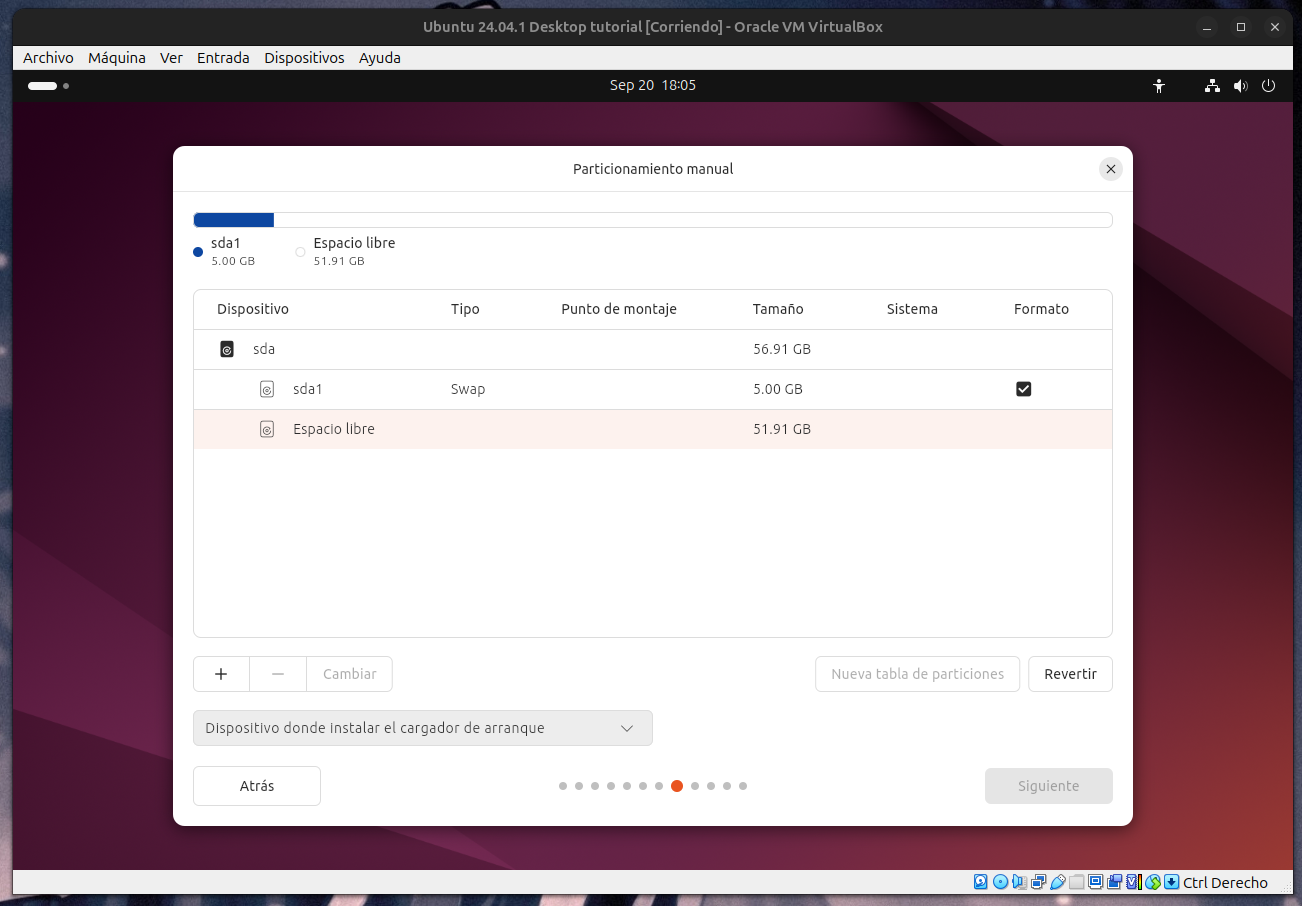 Ubuntu 24.04.1 Desktop tutorial [Corriendo] - Oracle VM VirtualBox
Archivo Máquina Ver Entrada Dispositivos Ayuda
Sep 20 18:05
Particionamiento manual
sda1
5.00 GB
Espacio libre
51.91 GB
Dispositivo Tipo Punto de montaje Tamaño Sistema Formato
sda 56.91 GB
sda1 Swap 5.00 GB
Espacio libre 51.91 GB
+ − Cambiar Nueva tabla de particiones Revertir
Dispositivo donde instalar el cargador de arranque
Atrás Siguiente
Ctrl Derecho